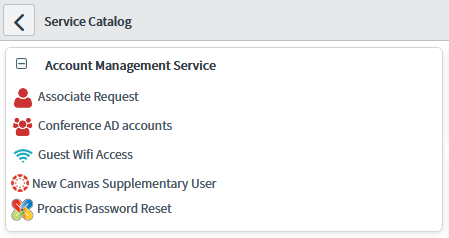 Service Catalog
Account Management Service
Associate Request
Conference AD accounts
Guest Wifi Access
New Canvas Supplementary User
Proactis Password Reset